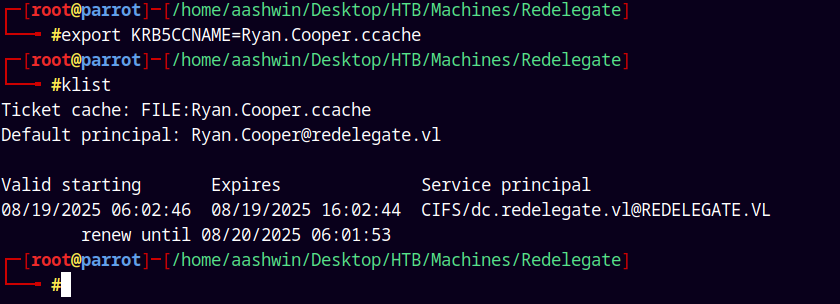 ┌─[root@parrot]─[/home/aashwin/Desktop/HTB/Machines/Redelegate]
└──╼ #export KRB5CCNAME=Ryan.Cooper.ccache
┌─[root@parrot]─[/home/aashwin/Desktop/HTB/Machines/Redelegate]
└──╼ #klist
Ticket cache: FILE:Ryan.Cooper.ccache
Default principal: Ryan.Cooper@redelegate.vl
Valid starting       Expires              Service principal
08/19/2025 06:02:46  08/19/2025 16:02:44  CIFS/dc.redelegate.vl@REDELEGATE.VL
        renew until 08/20/2025 06:01:53
┌─[root@parrot]─[/home/aashwin/Desktop/HTB/Machines/Redelegate]
└──╼ #